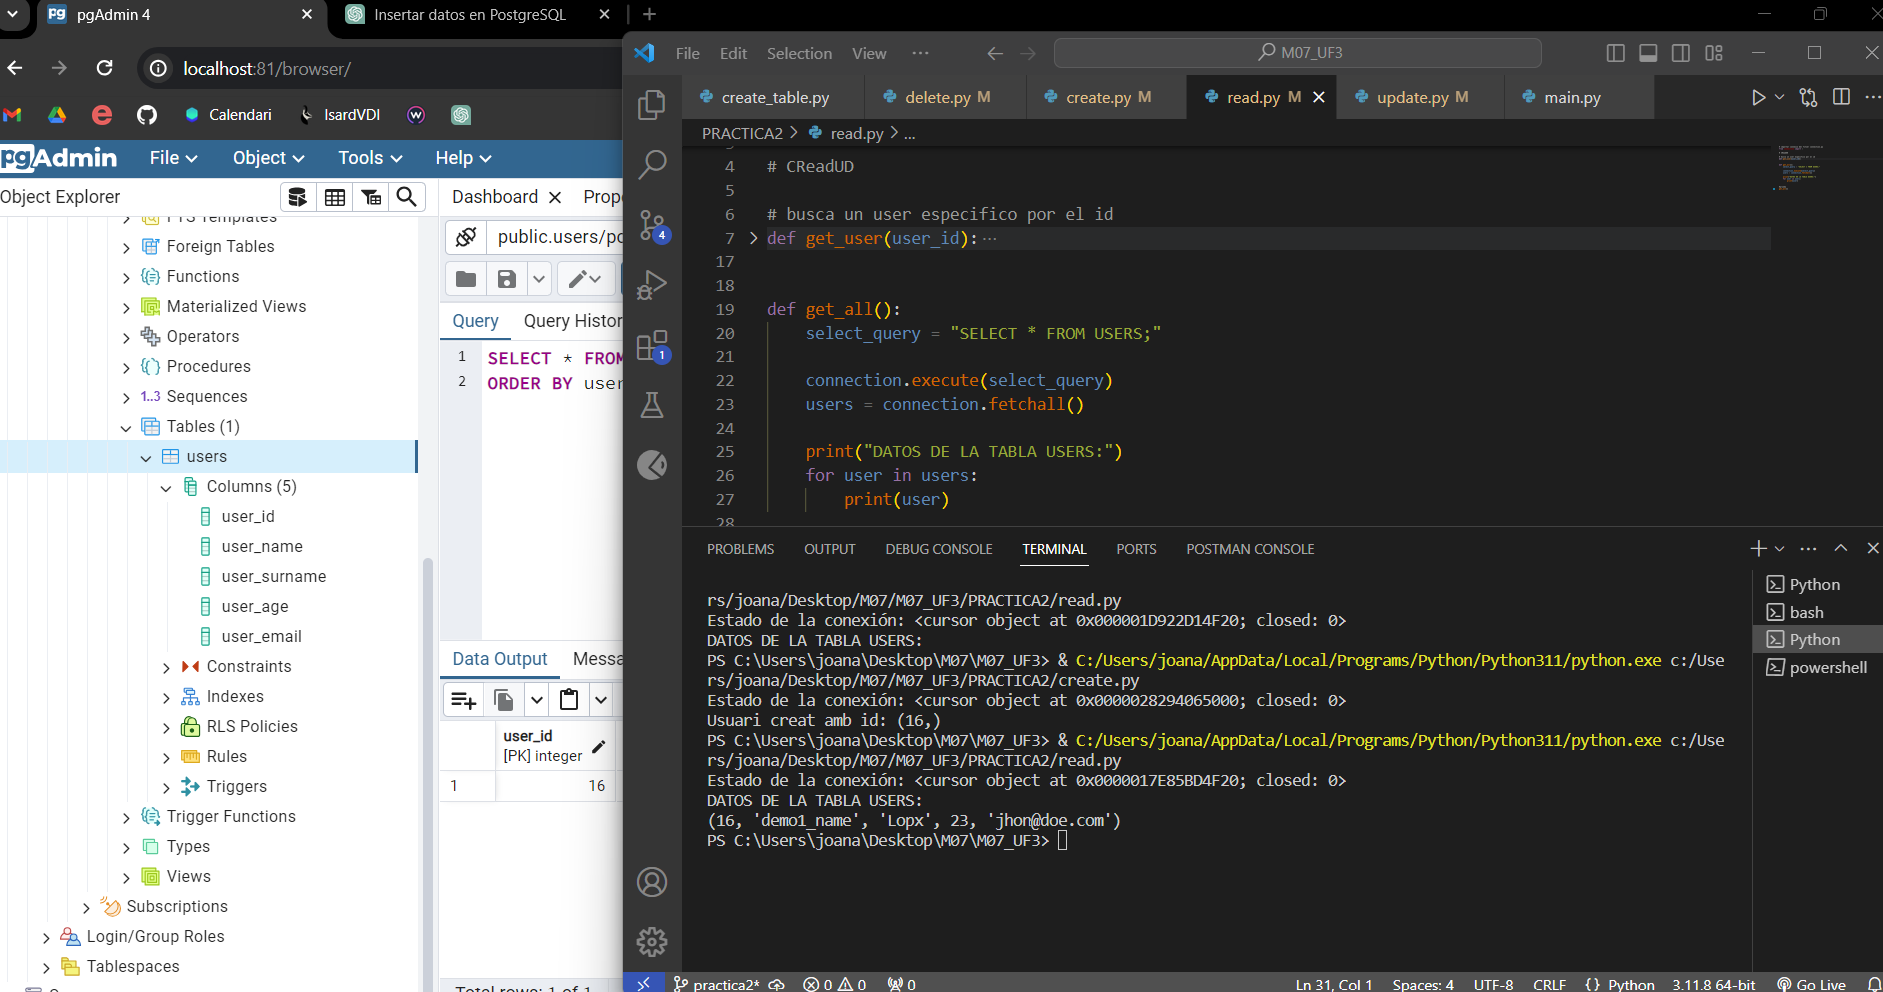 pgAdmin 4
Insertar datos en PostgreSQL
localhost:81/browser/
Calendari
IsardVDI
pgAdmin
File
Object
Tools
Help
Object Explorer
FTS Templates
Foreign Tables
Functions
Materialized Views
Operators
Procedures
1..3 Sequences
Tables (1)
users
Columns (5)
user_id
user_name
user_surname
user_age
user_email
Constraints
Indexes
RLS Policies
Rules
Triggers
Trigger Functions
Types
Views
Subscriptions
Login/Group Roles
Tablespaces
Dashboard
Prop
public.users/po
Query
Query Histor
1 SELECT * FROM
2 ORDER BY user
Data Output
Messa
user_id
[PK] integer
1 16
Total rows: 1 of 1
File Edit Selection View ...
M07_UF3
create_table.py
delete.py M
create.py M
read.py M
update.py M
main.py
PRACTICA2 > read.py > ...
4 # CReadUD
5
6 # busca un user especifico por el id
7 def get_user(user_id): ...
17
18
19 def get_all():
20 select_query = "SELECT * FROM USERS;"
21
22 connection.execute(select_query)
23 users = connection.fetchall()
24
25 print("DATOS DE LA TABLA USERS:")
26 for user in users:
27 print(user)
28
4
1
PROBLEMS OUTPUT DEBUG CONSOLE TERMINAL PORTS POSTMAN CONSOLE
rs/joana/Desktop/M07/M07_UF3/PRACTICA2/read.py
Estado de la conexión: <cursor object at 0x000001D922D14F20; closed: 0>
DATOS DE LA TABLA USERS:
PS C:\Users\joana\Desktop\M07\M07_UF3> & C:/Users/joana/AppData/Local/Programs/Python/Python311/python.exe c:/Use
rs/joana/Desktop/M07/M07_UF3/PRACTICA2/create.py
Estado de la conexión: <cursor object at 0x0000028294065000; closed: 0>
Usuari creat amb id: (16,)
PS C:\Users\joana\Desktop\M07\M07_UF3> & C:/Users/joana/AppData/Local/Programs/Python/Python311/python.exe c:/Use
rs/joana/Desktop/M07/M07_UF3/PRACTICA2/read.py
Estado de la conexión: <cursor object at 0x0000017E85BD4F20; closed: 0>
DATOS DE LA TABLA USERS:
(16, 'demo1_name', 'Lopx', 23, 'jhon@doe.com')
PS C:\Users\joana\Desktop\M07\M07_UF3>
Python
bash
Python
powershell
practica2* 0 0 0 Ln 31, Col 1 Spaces: 4 UTF-8 CRLF {} Python 3.11.8 64-bit Go Live